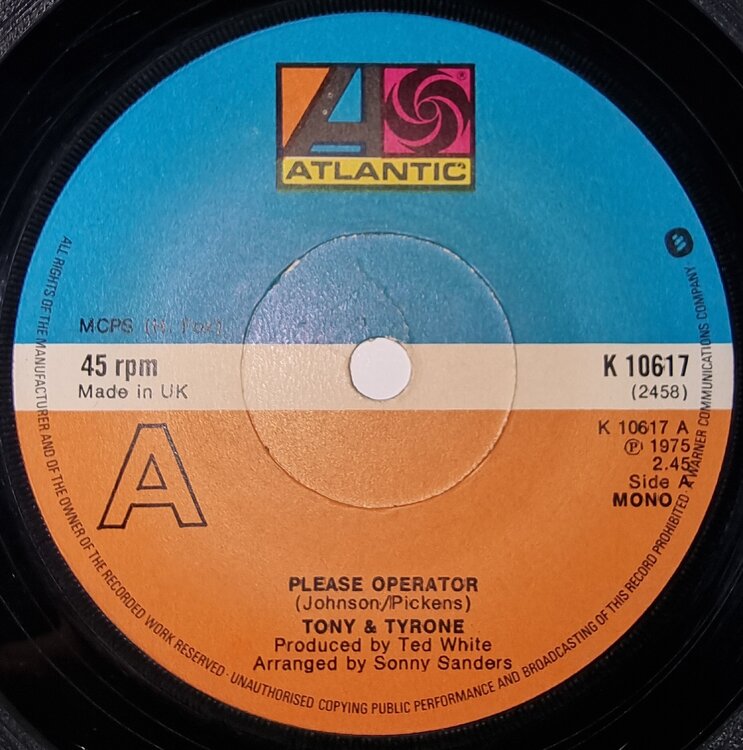 ATLANTIC
®
MCPS (H. Fox)
45 rpm
Made in UK
K 10617
(2458)
K 10617 A
Ⓟ 1975
2.45
Side A
MONO
A
PLEASE OPERATOR
(Johnson/Pickens)
TONY & TYRONE
Produced by Ted White
Arranged by Sonny Sanders
ALL RIGHTS OF THE MANUFACTURER AND OF THE OWNER OF THE RECORDED WORK RESERVED · UNAUTHORISED COPYING PUBLIC PERFORMANCE AND BROADCASTING OF THIS RECORD PROHIBITED · A WARNER COMMUNICATIONS COMPANY